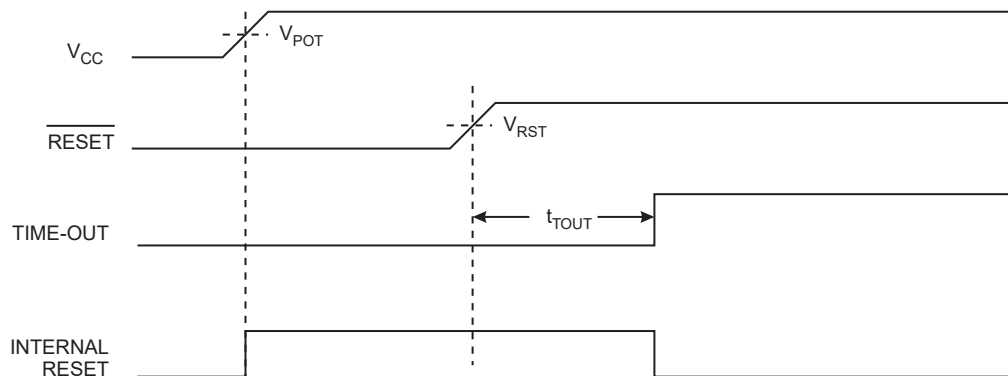 V_CC
V_POT
RESET
V_RST
TIME-OUT
t_TOUT
INTERNAL
RESET